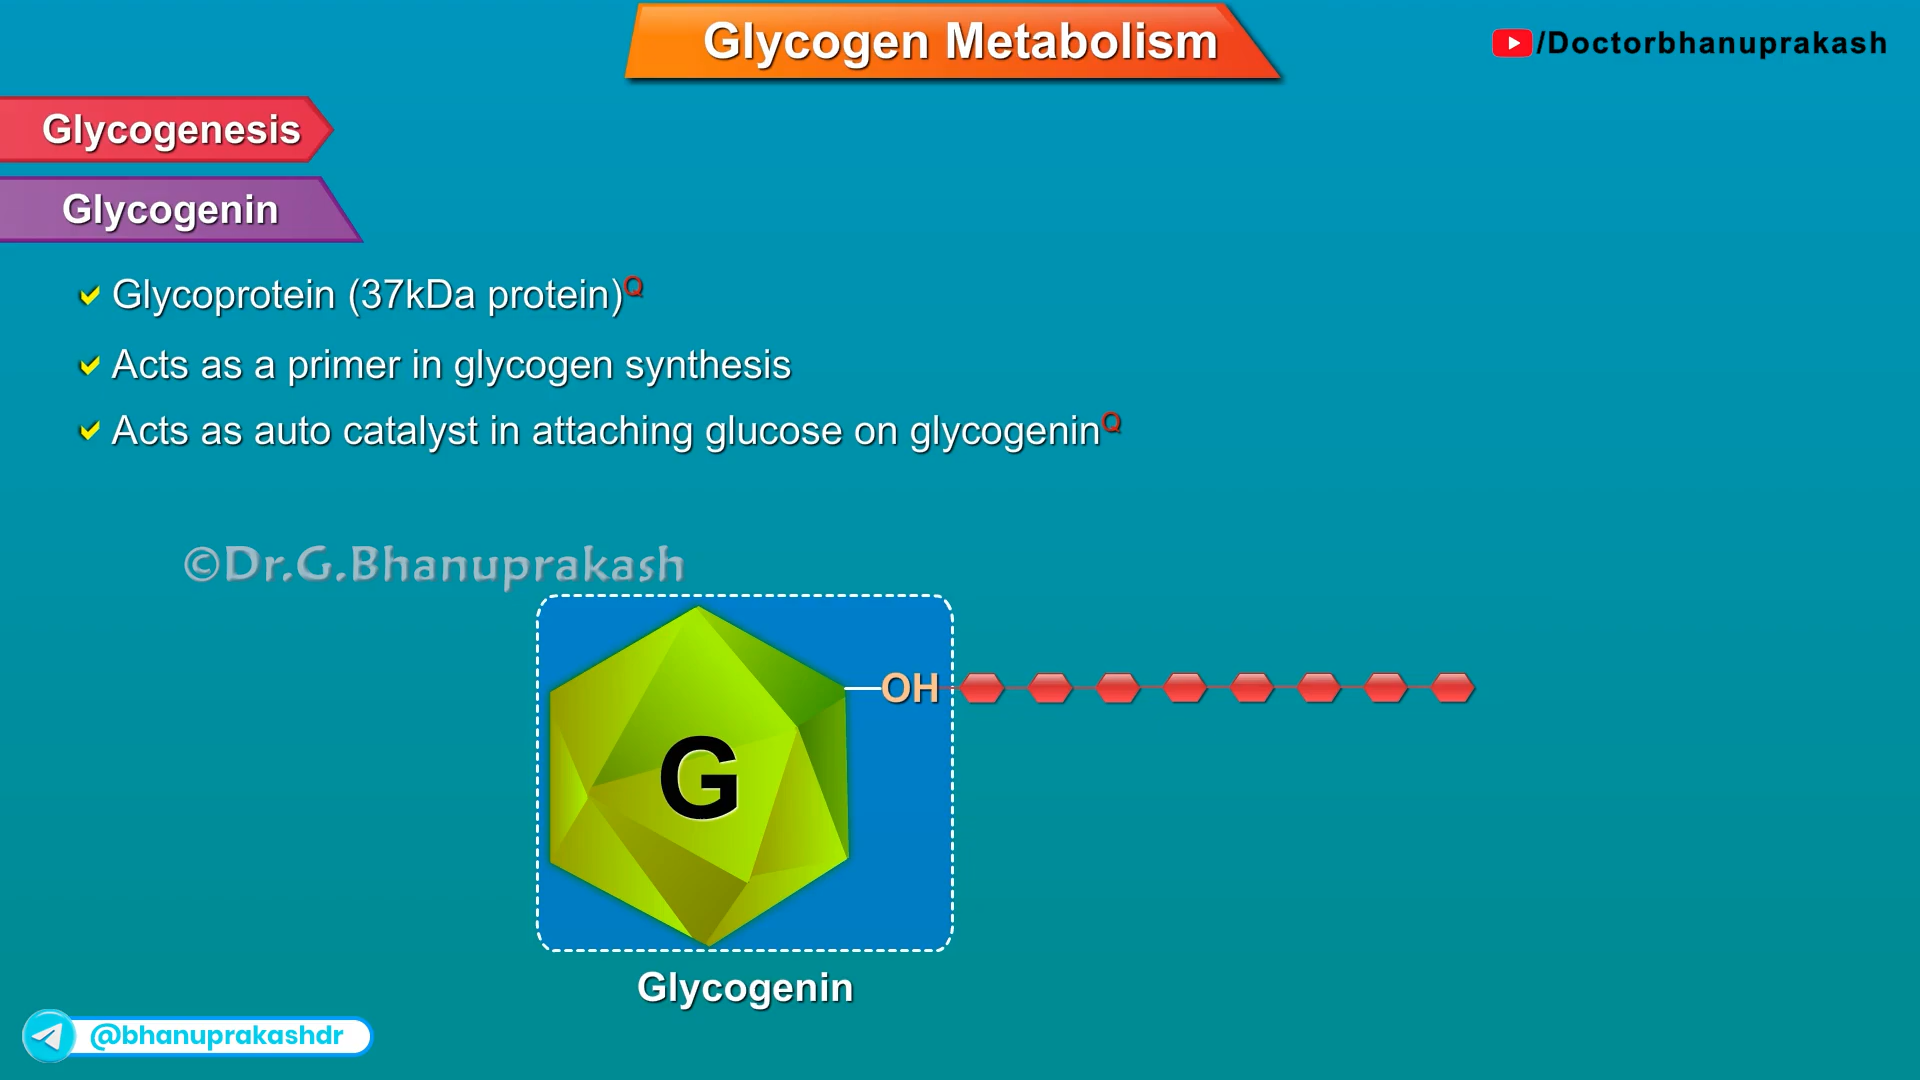 Glycogen Metabolism
/Doctorbhanuprakash
Glycogenesis
Glycogenin
Glycoprotein (37kDa protein)Q
Acts as a primer in glycogen synthesis
Acts as auto catalyst in attaching glucose on glycogeninQ
©Dr.G.Bhanuprakash
OH
G
Glycogenin
@bhanuprakashdr